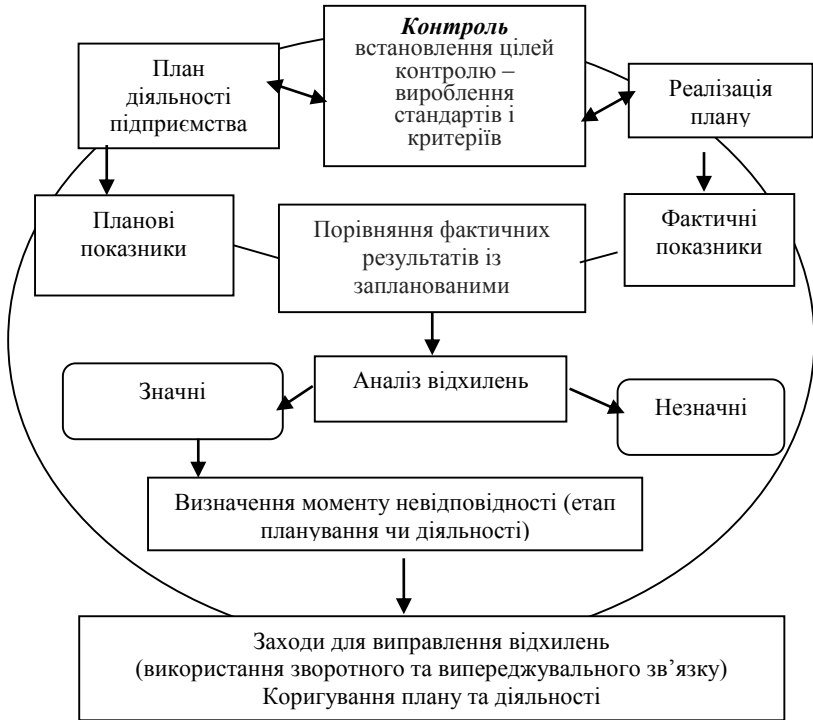 Контроль
встановлення цілей
контролю –
вироблення
стандартів і
критеріїв
План
діяльності
підприємства
Реалізація
плану
Планові
показники
Порівняння фактичних
результатів із
запланованими
Фактичні
показники
Значні
Аналіз відхилень
Незначні
Визначення моменту невідповідності (етап
планування чи діяльності)
Заходи для виправлення відхилень
(використання зворотного та випереджувального зв’язку)
Коригування плану та діяльності